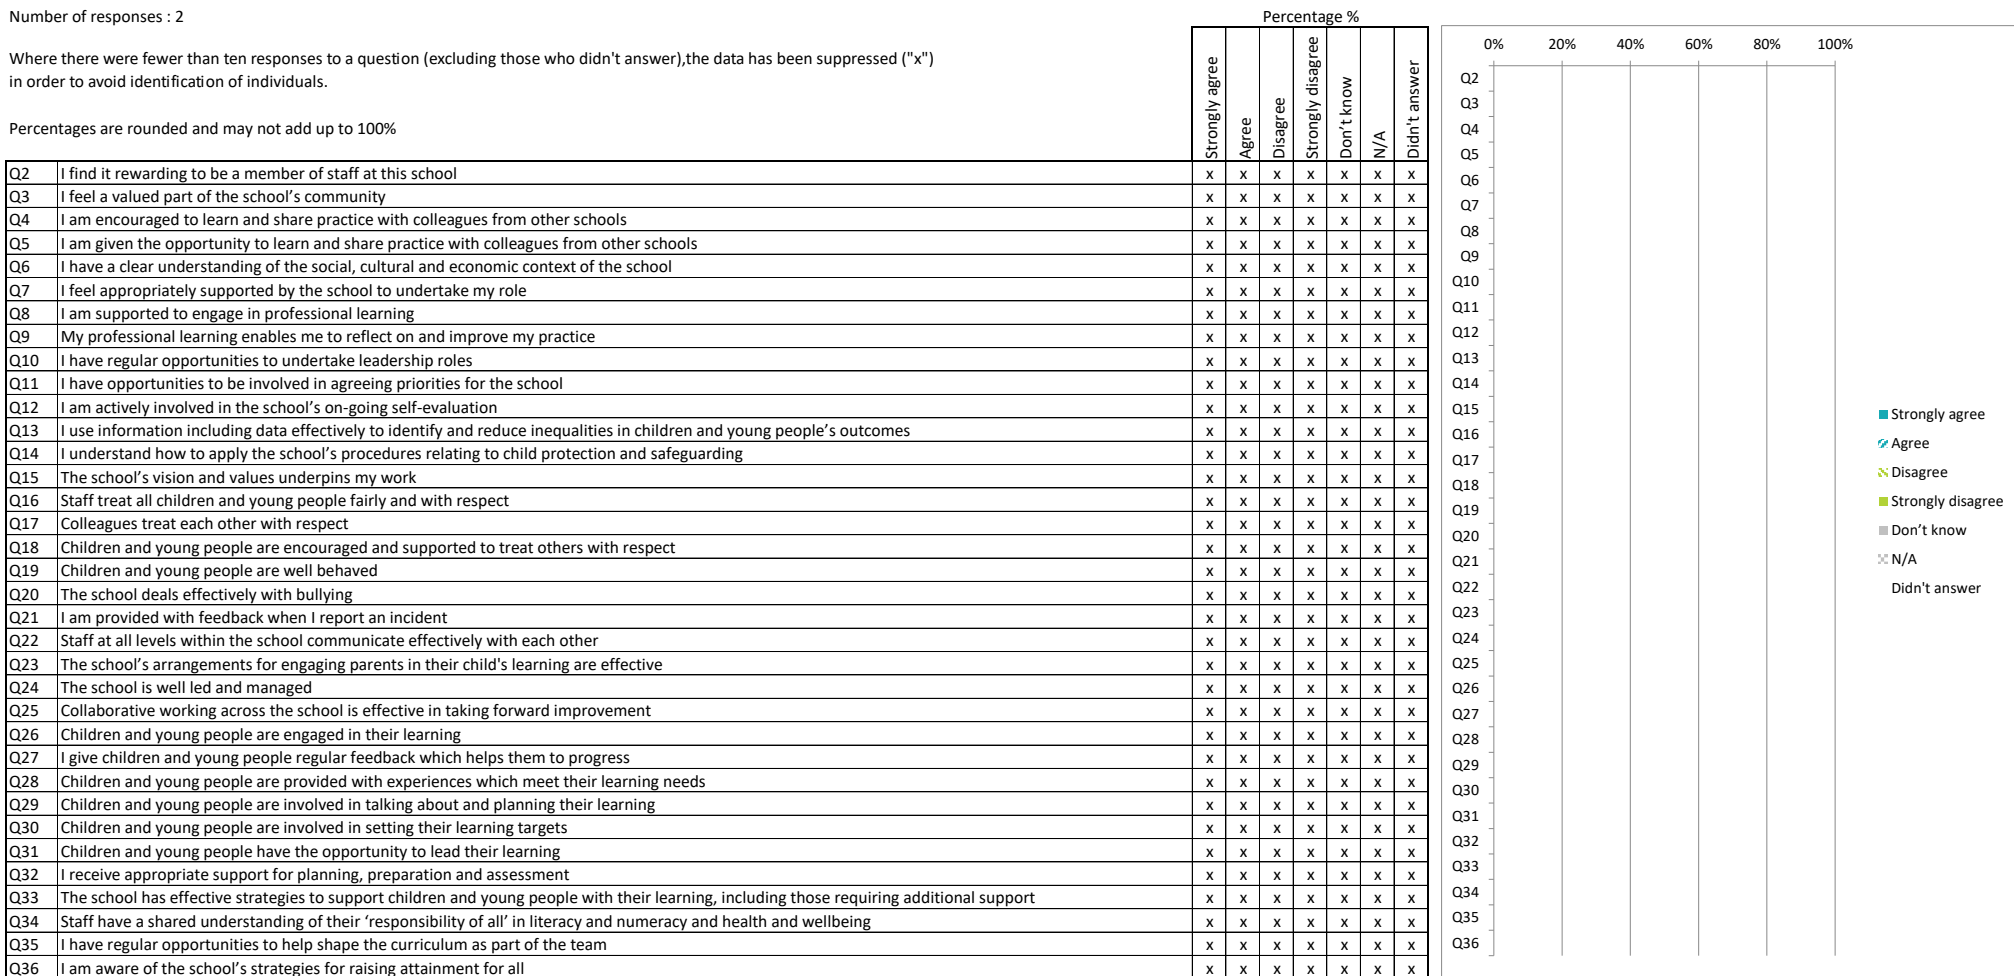 Number of responses : 2
Percentage %
Where there were fewer than ten responses to a question (excluding those who didn't answer),the data has been suppressed ("x")
in order to avoid identification of individuals.
Percentages are rounded and may not add up to 100%
Strongly agree
Agree
Disagree
Strongly disagree
Don't know
N/A
Didn't answer
Q2 I find it rewarding to be a member of staff at this school x x x x x x x
Q3 I feel a valued part of the school’s community x x x x x x x
Q4 I am encouraged to learn and share practice with colleagues from other schools x x x x x x x
Q5 I am given the opportunity to learn and share practice with colleagues from other schools x x x x x x x
Q6 I have a clear understanding of the social, cultural and economic context of the school x x x x x x x
Q7 I feel appropriately supported by the school to undertake my role x x x x x x x
Q8 I am supported to engage in professional learning x x x x x x x
Q9 My professional learning enables me to reflect on and improve my practice x x x x x x x
Q10 I have regular opportunities to undertake leadership roles x x x x x x x
Q11 I have opportunities to be involved in agreeing priorities for the school x x x x x x x
Q12 I am actively involved in the school’s on-going self-evaluation x x x x x x x
Q13 I use information including data effectively to identify and reduce inequalities in children and young people’s outcomes x x x x x x x
Q14 I understand how to apply the school’s procedures relating to child protection and safeguarding x x x x x x x
Q15 The school’s vision and values underpins my work x x x x x x x
Q16 Staff treat all children and young people fairly and with respect x x x x x x x
Q17 Colleagues treat each other with respect x x x x x x x
Q18 Children and young people are encouraged and supported to treat others with respect x x x x x x x
Q19 Children and young people are well behaved x x x x x x x
Q20 The school deals effectively with bullying x x x x x x x
Q21 I am provided with feedback when I report an incident x x x x x x x
Q22 Staff at all levels within the school communicate effectively with each other x x x x x x x
Q23 The school’s arrangements for engaging parents in their child's learning are effective x x x x x x x
Q24 The school is well led and managed x x x x x x x
Q25 Collaborative working across the school is effective in taking forward improvement x x x x x x x
Q26 Children and young people are engaged in their learning x x x x x x x
Q27 I give children and young people regular feedback which helps them to progress x x x x x x x
Q28 Children and young people are provided with experiences which meet their learning needs x x x x x x x
Q29 Children and young people are involved in talking about and planning their learning x x x x x x x
Q30 Children and young people are involved in setting their learning targets x x x x x x x
Q31 Children and young people have the opportunity to lead their learning x x x x x x x
Q32 I receive appropriate support for planning, preparation and assessment x x x x x x x
Q33 The school has effective strategies to support children and young people with their learning, including those requiring additional support x x x x x x x
Q34 Staff have a shared understanding of their ‘responsibility of all’ in literacy and numeracy and health and wellbeing x x x x x x x
Q35 I have regular opportunities to help shape the curriculum as part of the team x x x x x x x
Q36 I am aware of the school’s strategies for raising attainment for all x x x x x x x
0% 20% 40% 60% 80% 100%
Q2
Q3
Q4
Q5
Q6
Q7
Q8
Q9
Q10
Q11
Q12
Q13
Q14
Q15
Q16
Q17
Q18
Q19
Q20
Q21
Q22
Q23
Q24
Q25
Q26
Q27
Q28
Q29
Q30
Q31
Q32
Q33
Q34
Q35
Q36
Strongly agree
Agree
Disagree
Strongly disagree
Don’t know
N/A
Didn't answer